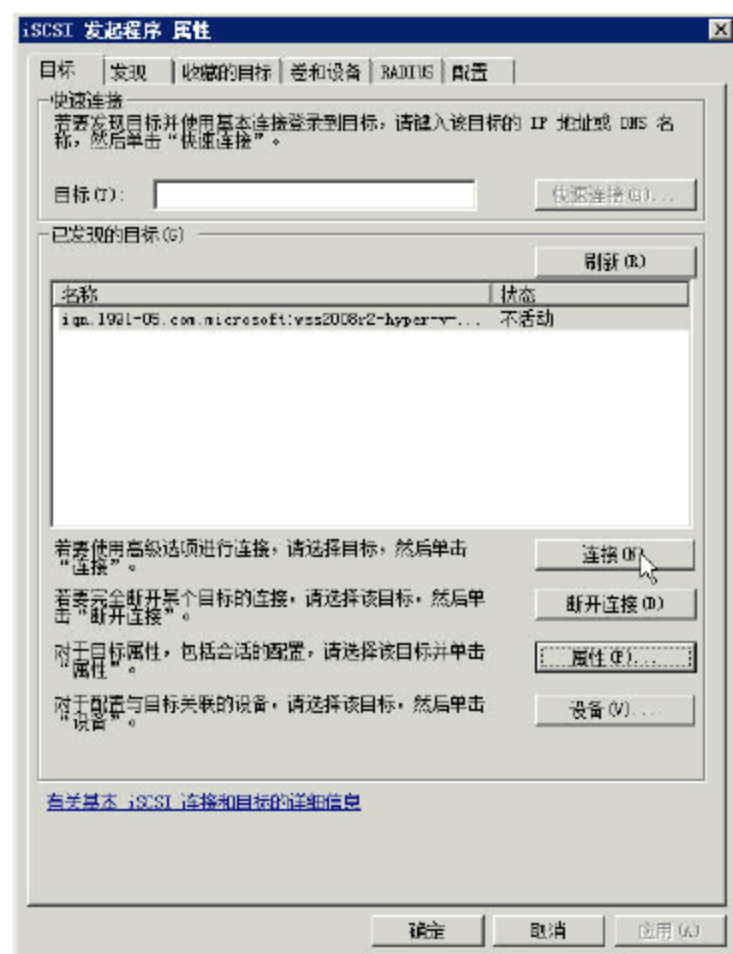 iSCSI 发起程序 属性
目标 发现 收藏的目标 卷和设备 RADIUS 配置
快速连接
若要发现目标并使用基本连接登录到目标，请键入该目标的 IP 地址或 DNS 名
称，然后单击“快速连接”。
目标(T):
快速连接(Q)...
已发现的目标(G)
刷新(R)
名称 状态
iqn.1991-05.com.microsoft:wss2008r2-hyper-v-... 不活动
若要使用高级选项进行连接，请选择目标，然后单击
“连接”。
连接(N)
若要完全断开某个目标的连接，请选择该目标，然后单
击“断开连接”。
断开连接(D)
对于目标属性，包括会话的配置，请选择该目标并单击
“属性”。
属性(P)...
对于配置与目标关联的设备，请选择该目标，然后单击
“设备”。
设备(V)...
有关基本 iSCSI 连接和目标的详细信息
确定 取消 应用(A)